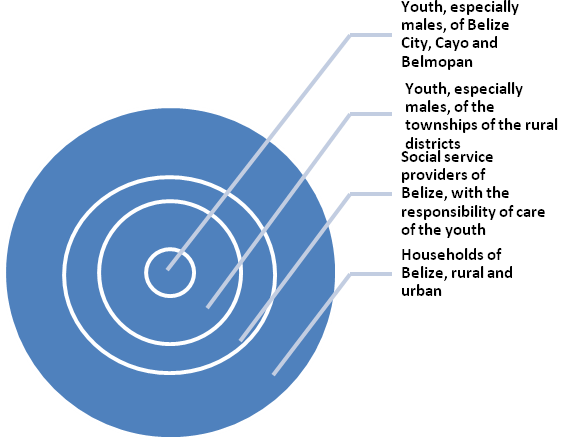 Youth, especially
males, of Belize
City, Cayo and
Belmopan
Youth, especially
males, of the
townships of the rural
districts
Social service
providers of
Belize, with the
responsibility of care
of the youth
Households of
Belize, rural and
urban